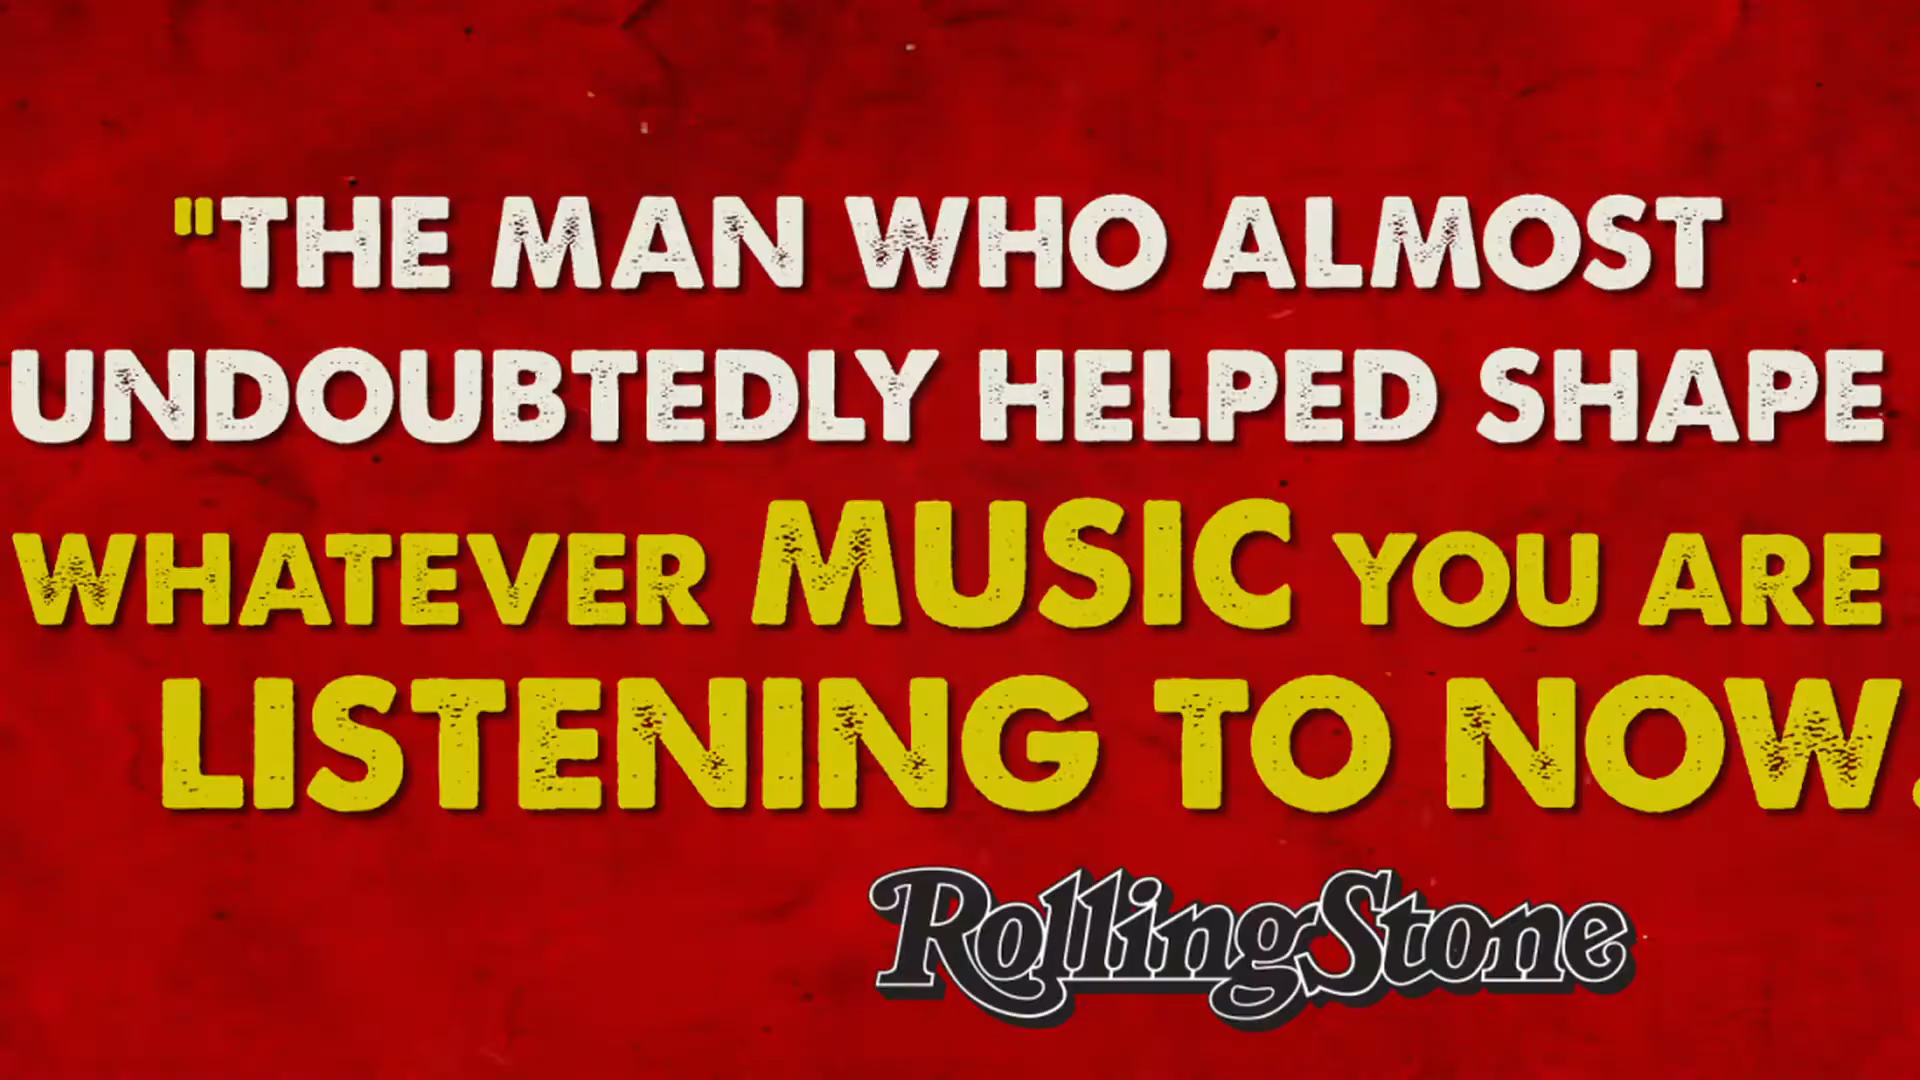 "THE MAN WHO ALMOST
UNDOUBTEDLY HELPED SHAPE
WHATEVER MUSIC YOU ARE
LISTENING TO NOW.
RollingStone